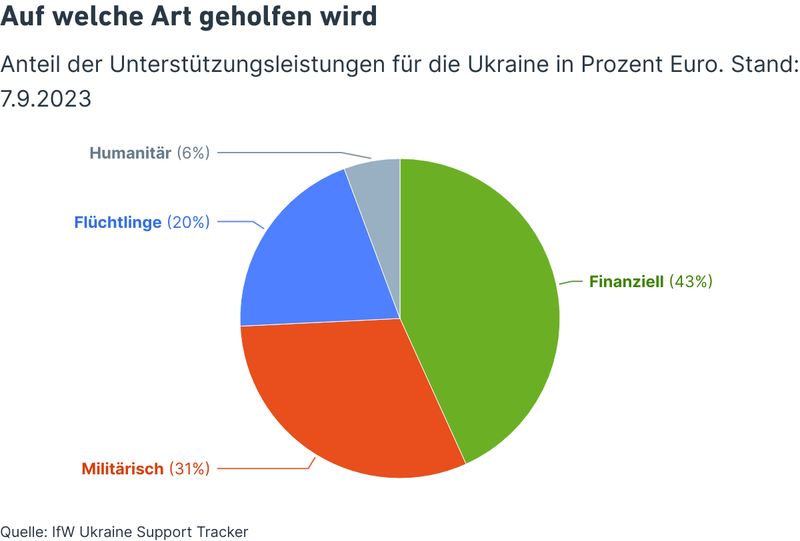 Auf welche Art geholfen wird
Anteil der Unterstützungsleistungen für die Ukraine in Prozent Euro. Stand:
7.9.2023
Humanitär (6%)
Flüchtlinge (20%)
Finanziell (43%)
Militärisch (31%)
Quelle: IfW Ukraine Support Tracker